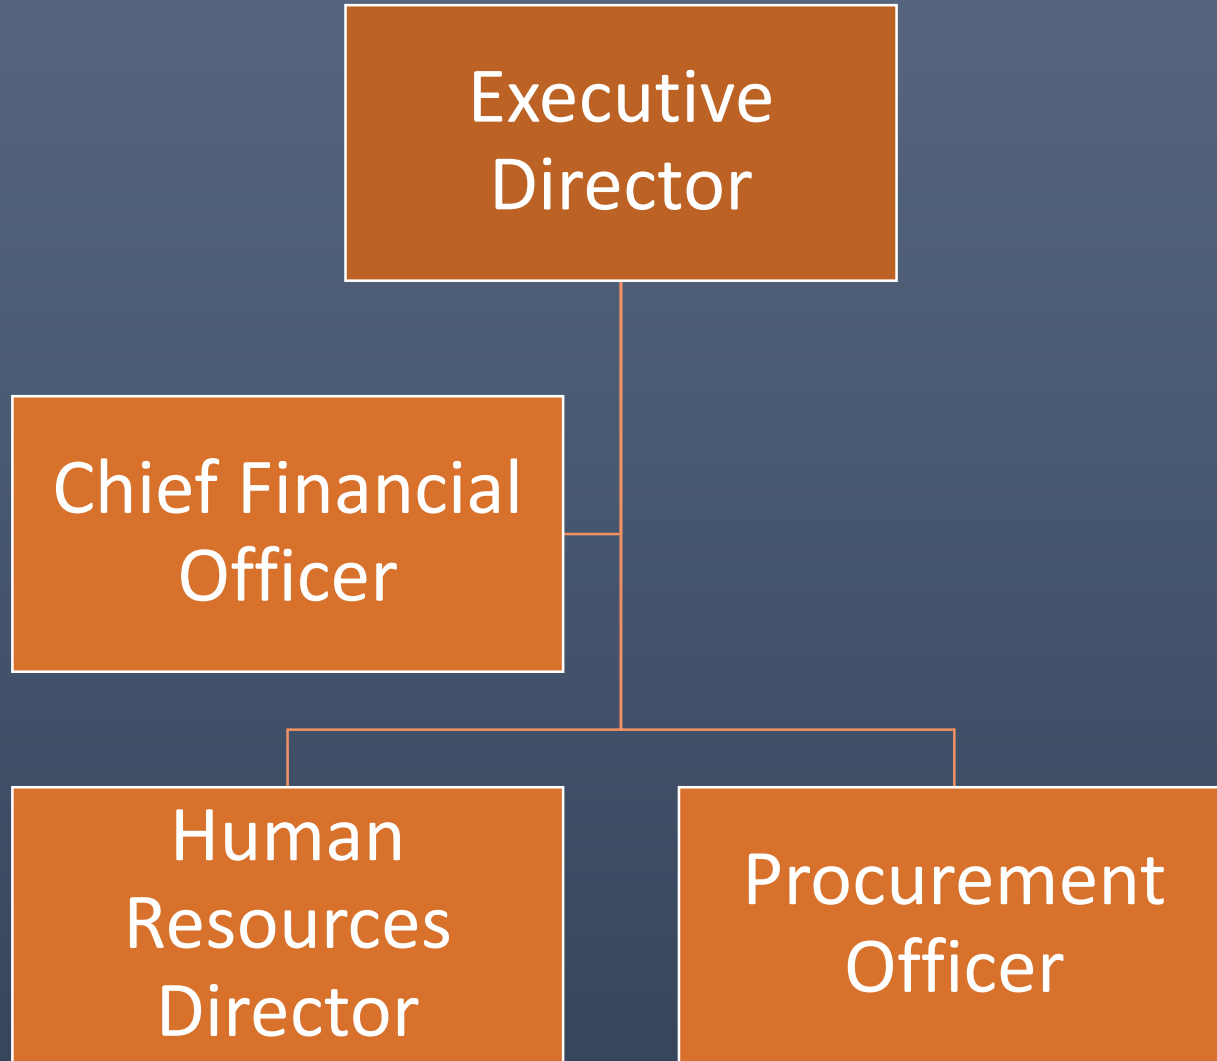 Executive
Director
Chief Financial
Officer
Human
Resources
Director
Procurement
Officer